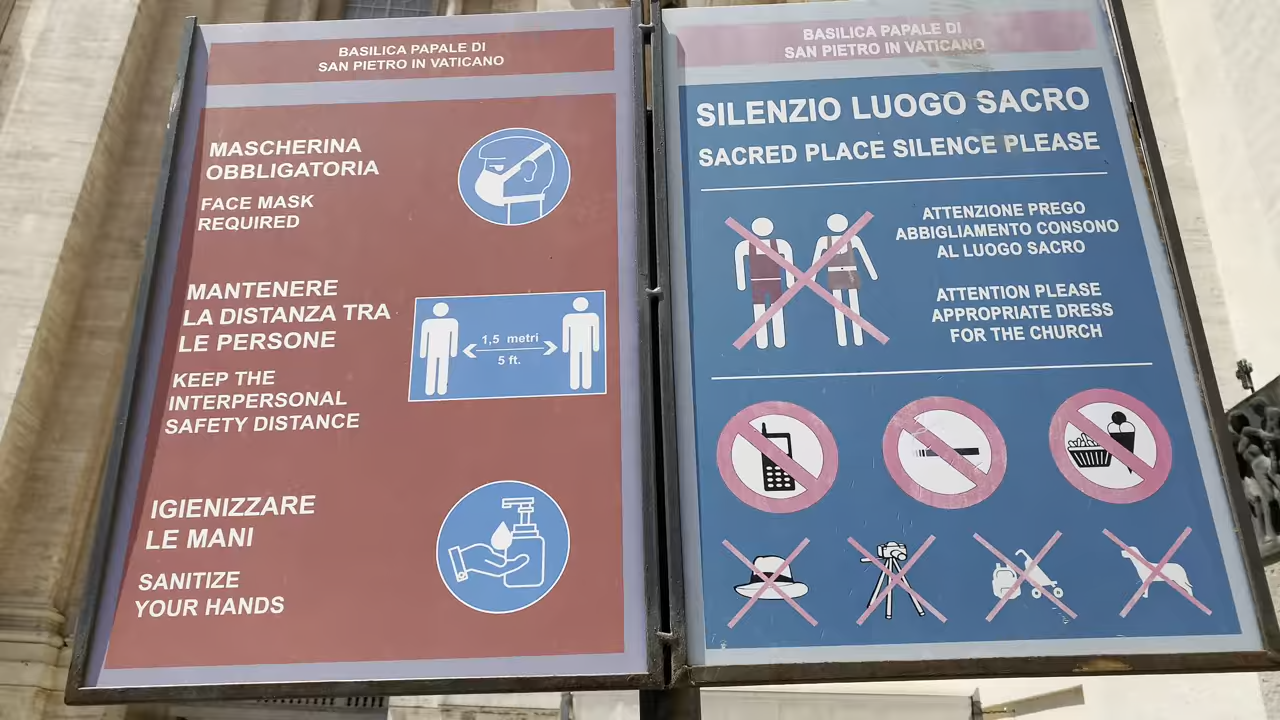 BASILICA PAPALE DI
SAN PIETRO IN VATICANO
MASCHERINA
OBBLIGATORIA
FACE MASK
REQUIRED
MANTENERE
LA DISTANZA TRA
LE PERSONE
KEEP THE
INTERPERSONAL
SAFETY DISTANCE
1,5 metri
5 ft.
IGIENIZZARE
LE MANI
SANITIZE
YOUR HANDS
BASILICA PAPALE DI
SAN PIETRO IN VATICANO
SILENZIO LUOGO SACRO
SACRED PLACE SILENCE PLEASE
ATTENZIONE PREGO
ABBIGLIAMENTO CONSONO
AL LUOGO SACRO
ATTENTION PLEASE
APPROPRIATE DRESS
FOR THE CHURCH